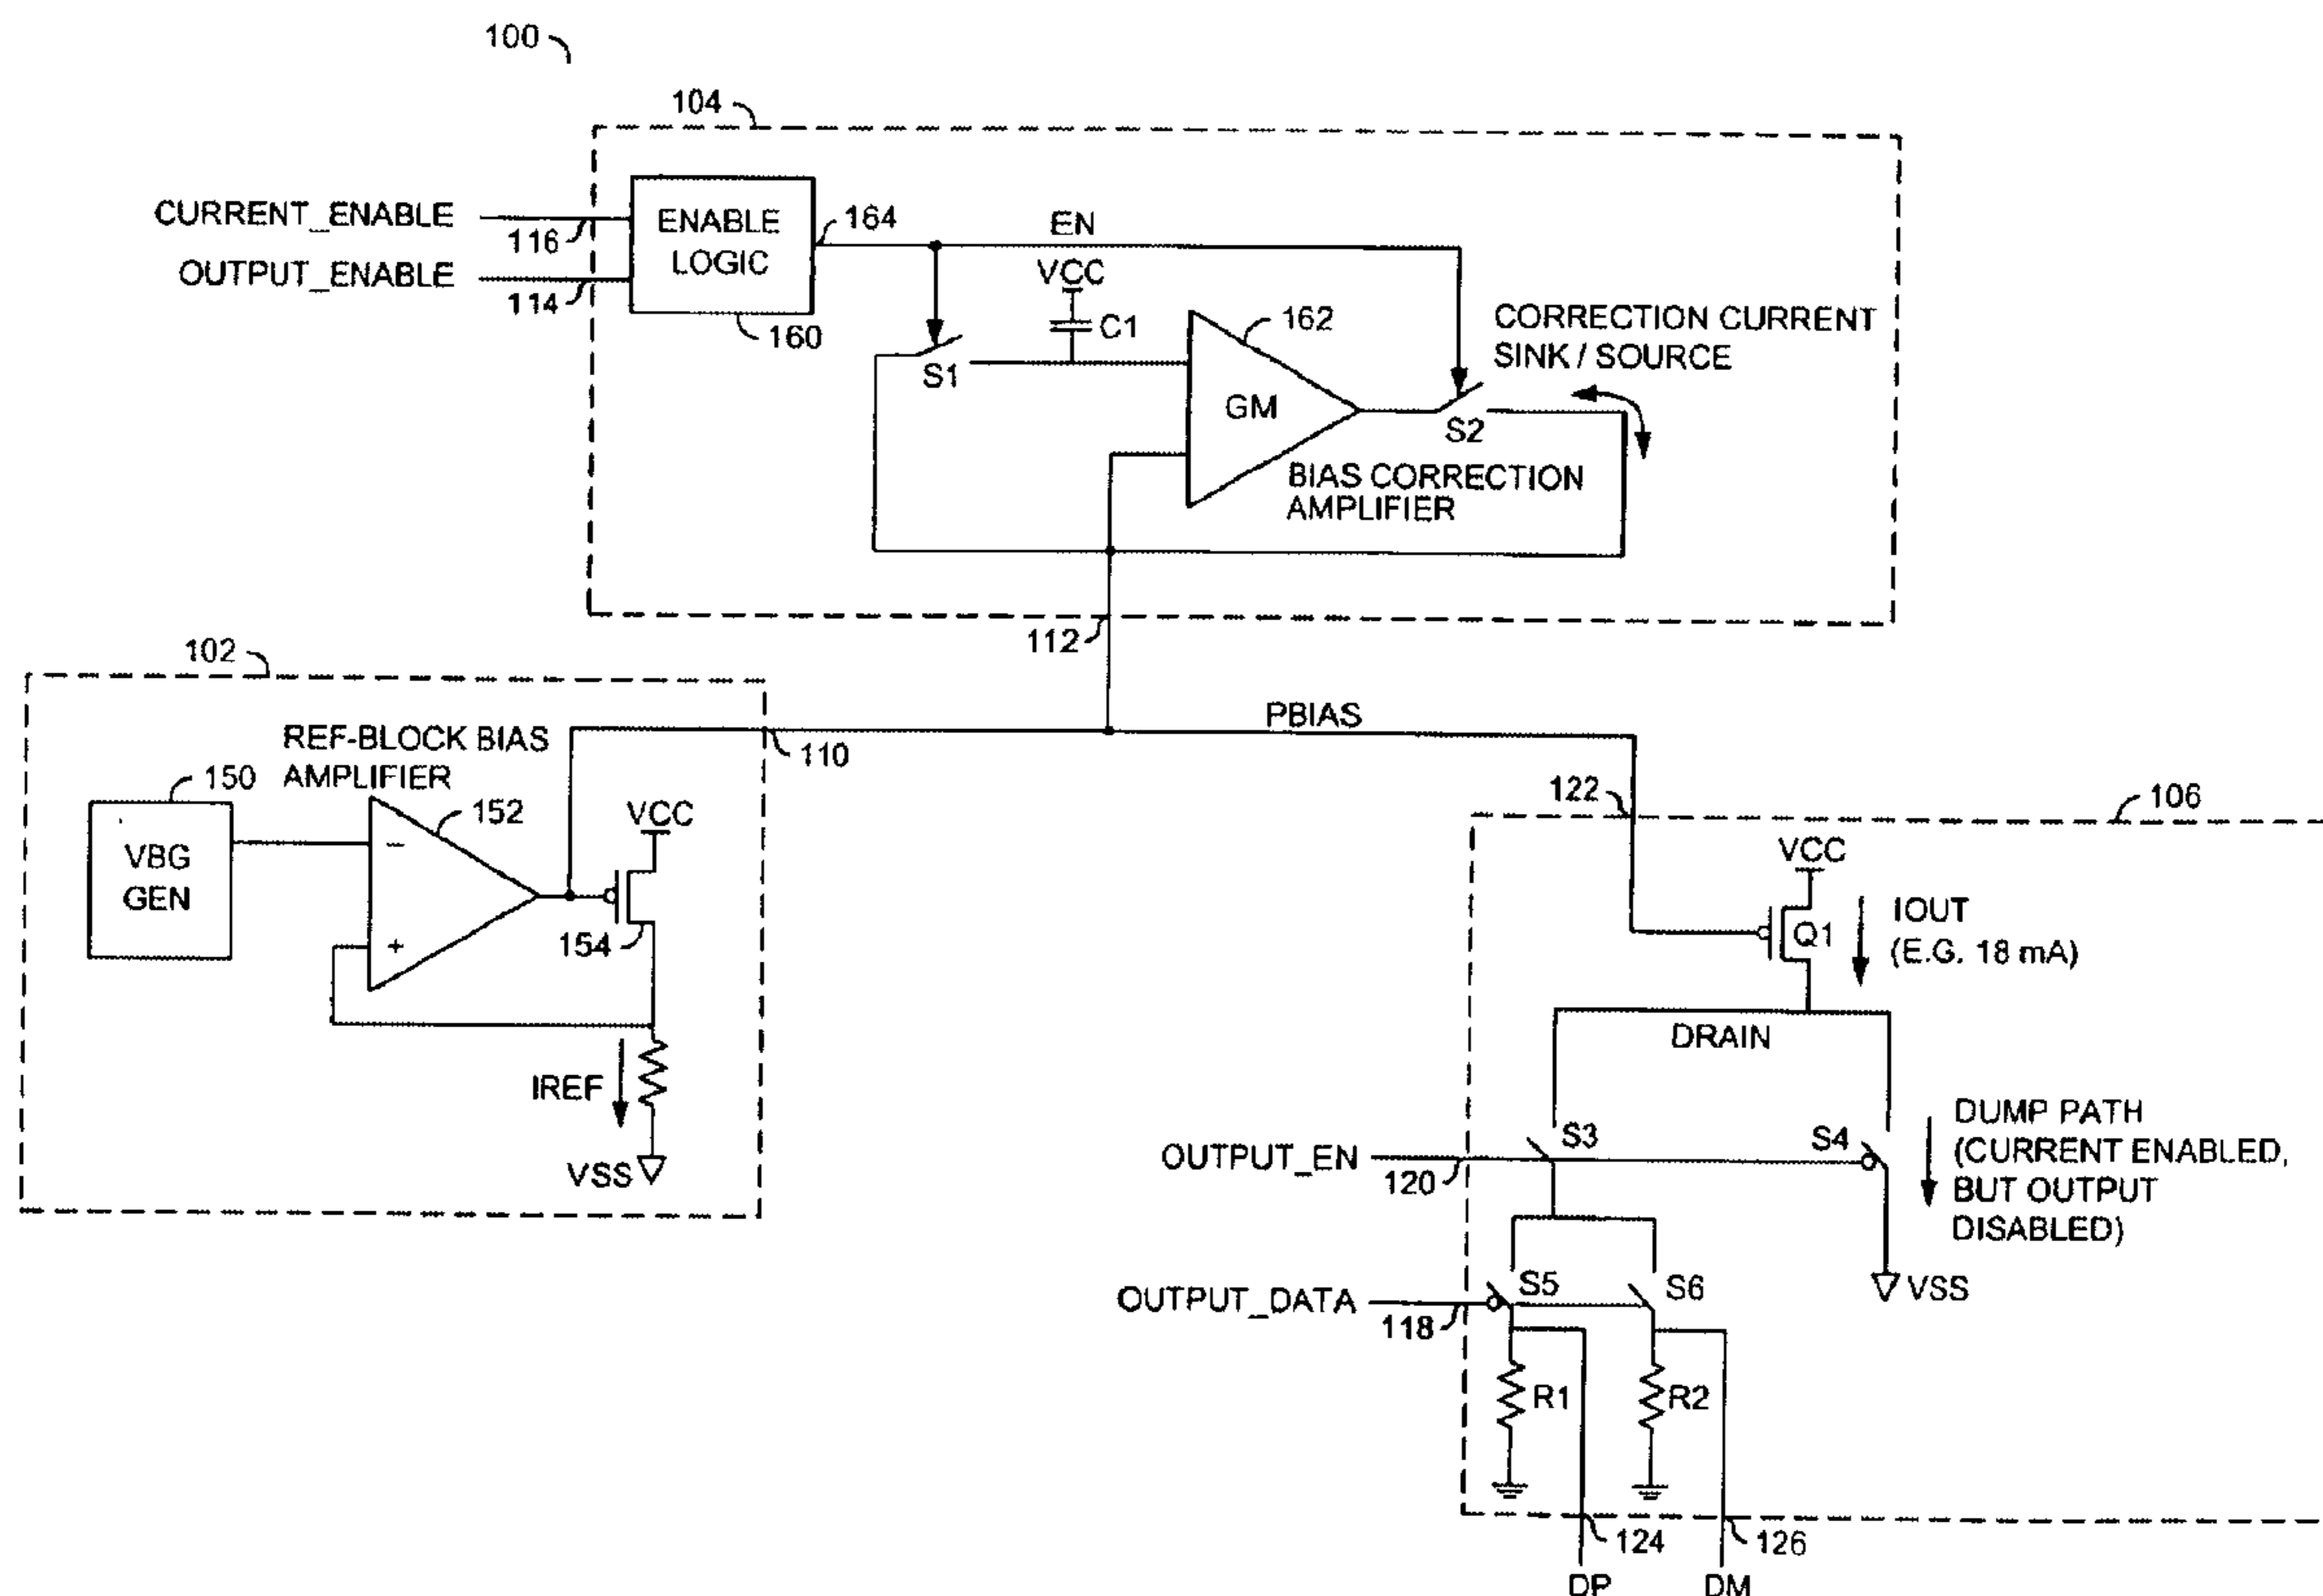 100
104
CURRENT_ENABLE
116
OUTPUT_ENABLE
114
ENABLE
LOGIC
160
164
EN
VCC
C1
S1
GM
162
S2
CORRECTION CURRENT
SINK / SOURCE
BIAS CORRECTION
AMPLIFIER
112
102
REF-BLOCK BIAS
AMPLIFIER
150
VBG
GEN
152
−
+
VCC
154
IREF
VSS
110
PBIAS
122
106
VCC
Q1
IOUT
(E.G. 18 mA)
DRAIN
OUTPUT_EN
120
S3
S4
DUMP PATH
(CURRENT ENABLED,
BUT OUTPUT
DISABLED)
VSS
OUTPUT_DATA
118
S5
S6
R1
R2
124
126
DP
DM